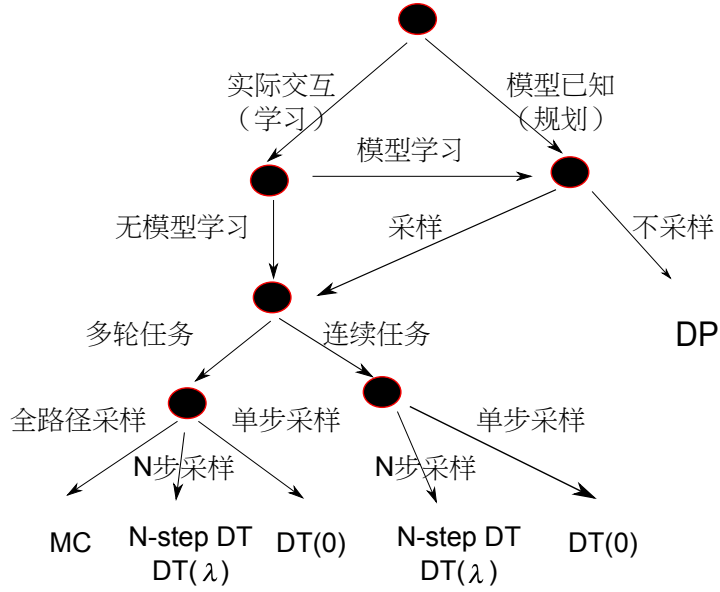 实际交互
（学习）
模型已知
（规划）
模型学习
无模型学习
采样
不采样
DP
多轮任务
连续任务
全路径采样
单步采样
N步采样
单步采样
N步采样
MC
N-step DT
DT(λ)
DT(0)
N-step DT
DT(λ)
DT(0)